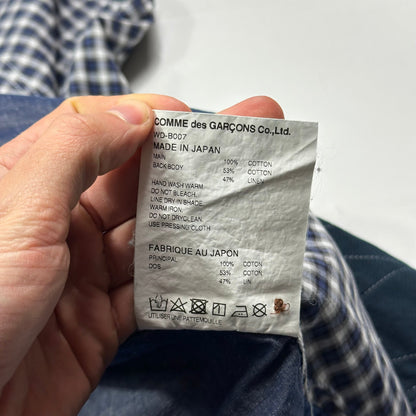 COMME des GARÇONS Co.,Ltd.
WD-B007
MADE IN JAPAN
MAIN 100% COTTON
BACK BODY 53% COTTON
47% LINEN
HAND WASH WARM
DO NOT BLEACH.
LINE DRY IN SHADE
WARM IRON
DO NOT DRYCLEAN.
USE PRESSING CLOTH
FABRIQUE AU JAPON
PRINCIPAL 100% COTON
DOS 53% COTON
47% LIN
UTILISER UNE PATTEMOUILLE